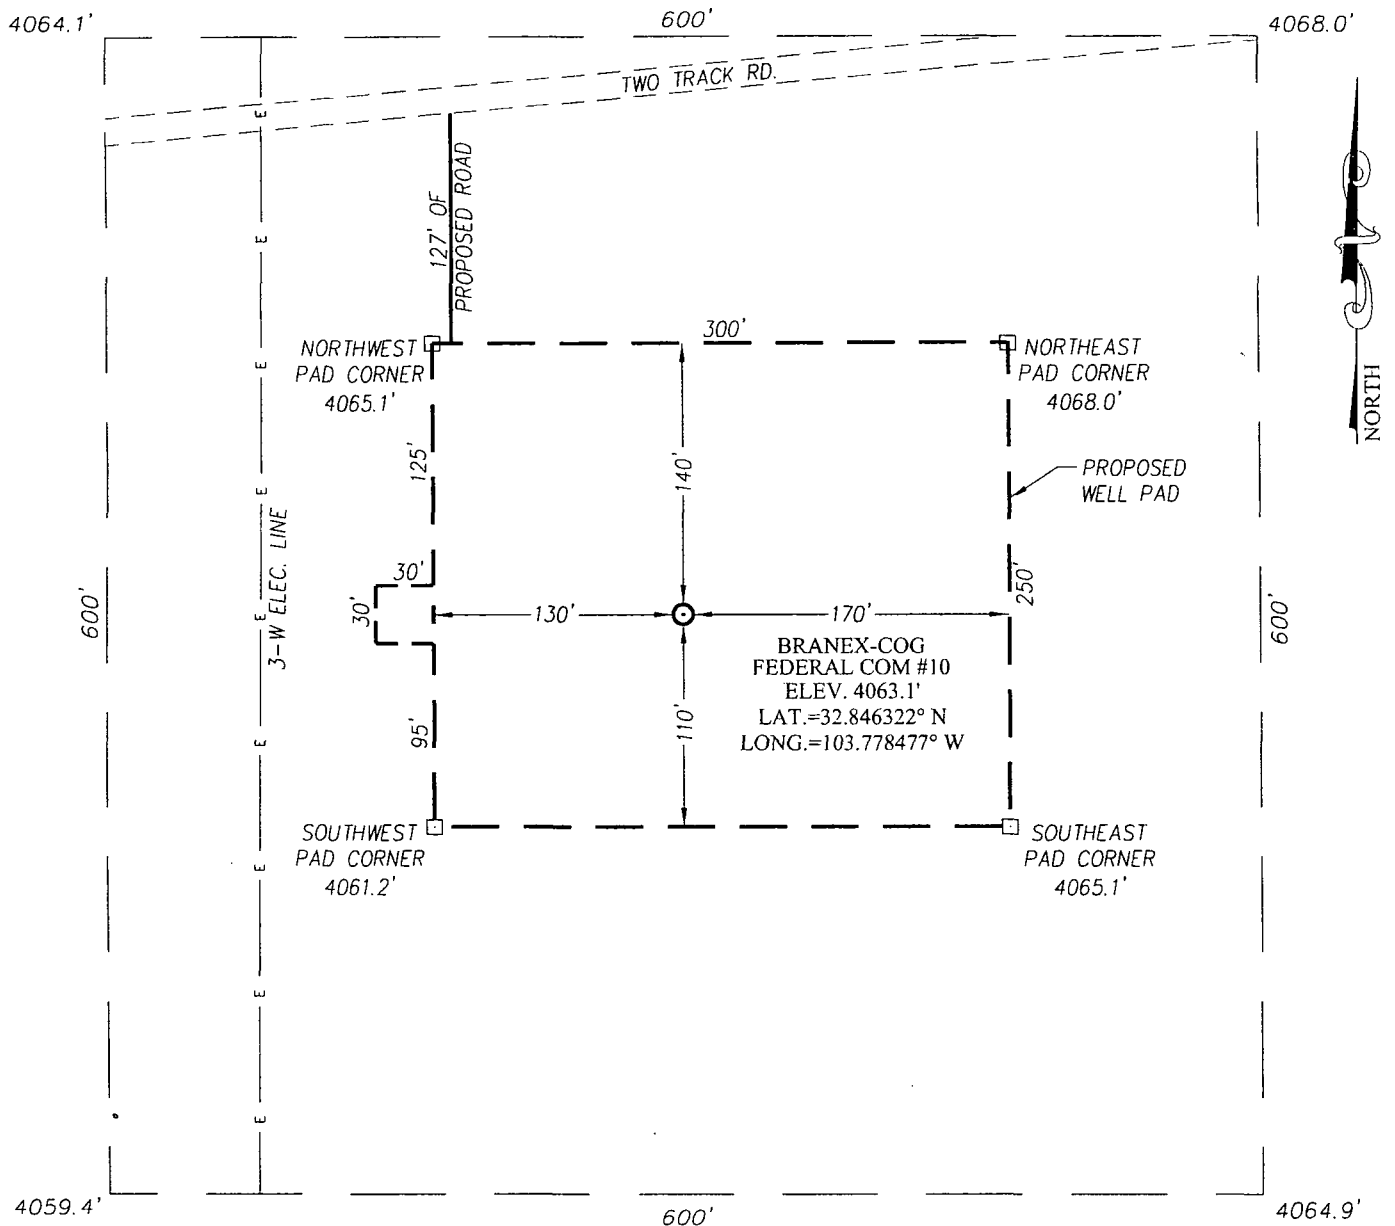 4064.1'
600'
4068.0'
TWO TRACK RD.
E
127' OF
PROPOSED ROAD
E
NORTH
300'
NORTHWEST
PAD CORNER
4065.1'
NORTHEAST
PAD CORNER
4068.0'
E
125'
140'
PROPOSED
WELL PAD
E
3-W ELEC. LINE
30'
30'
250'
600'
E
130'
170'
600'
BRANEX-COG
FEDERAL COM #10
ELEV. 4063.1'
LAT.=32.846322° N
LONG.=103.778477° W
95'
110'
E
SOUTHWEST
PAD CORNER
4061.2'
SOUTHEAST
PAD CORNER
4065.1'
E
E
E
4059.4'
600'
4064.9'